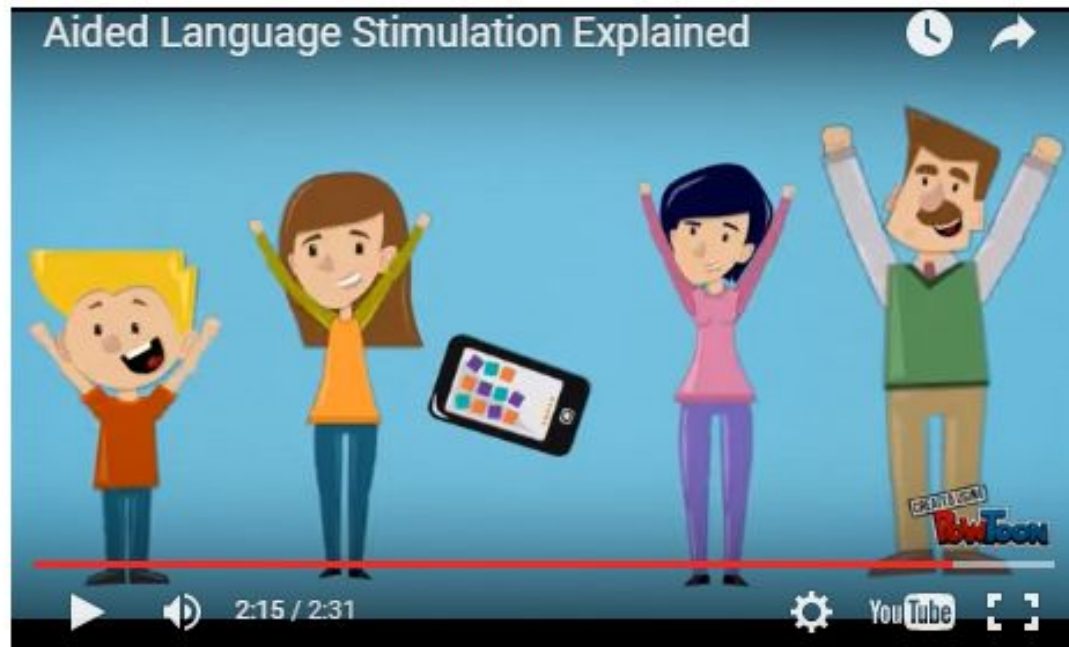 Aided Language Stimulation Explained
CREATED USING
POWTOON
2:15 / 2:31
YouTube